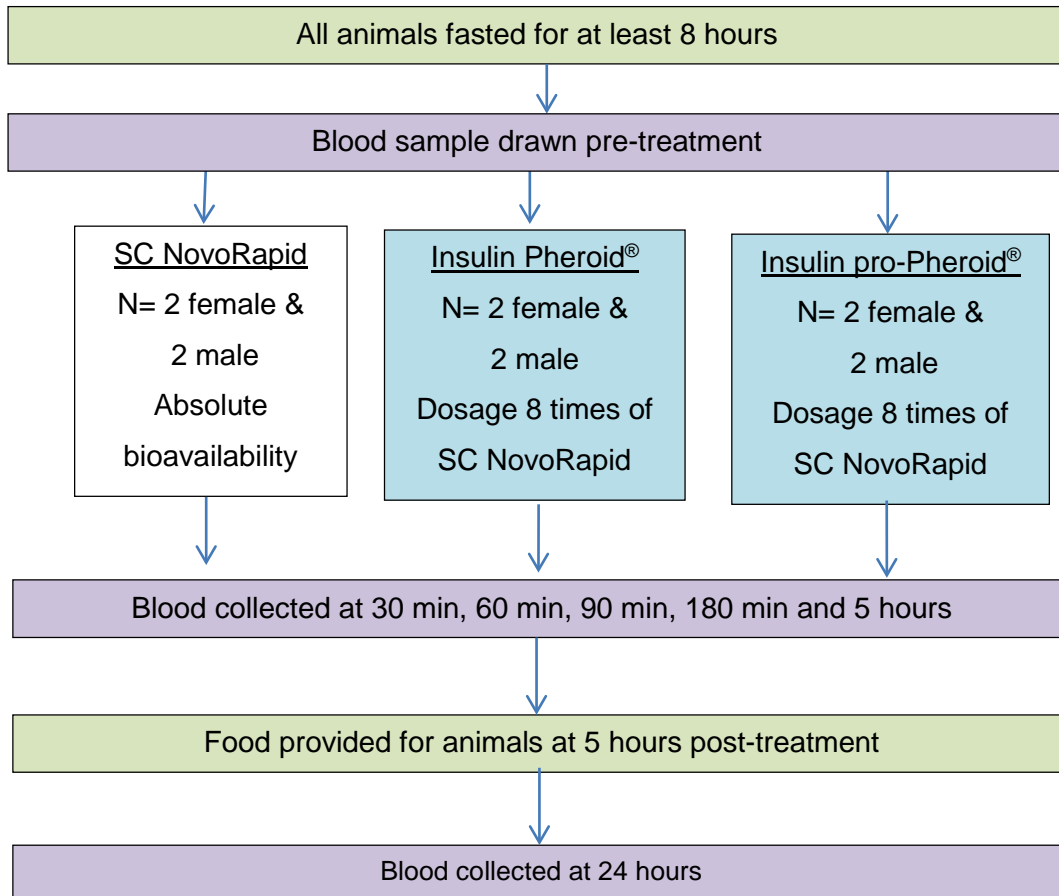 All animals fasted for at least 8 hours
Blood sample drawn pre-treatment
SC NovoRapid
N= 2 female &
2 male
Absolute
bioavailability
Insulin Pheroid®
N= 2 female &
2 male
Dosage 8 times of
SC NovoRapid
Insulin pro-Pheroid®
N= 2 female &
2 male
Dosage 8 times of
SC NovoRapid
Blood collected at 30 min, 60 min, 90 min, 180 min and 5 hours
Food provided for animals at 5 hours post-treatment
Blood collected at 24 hours